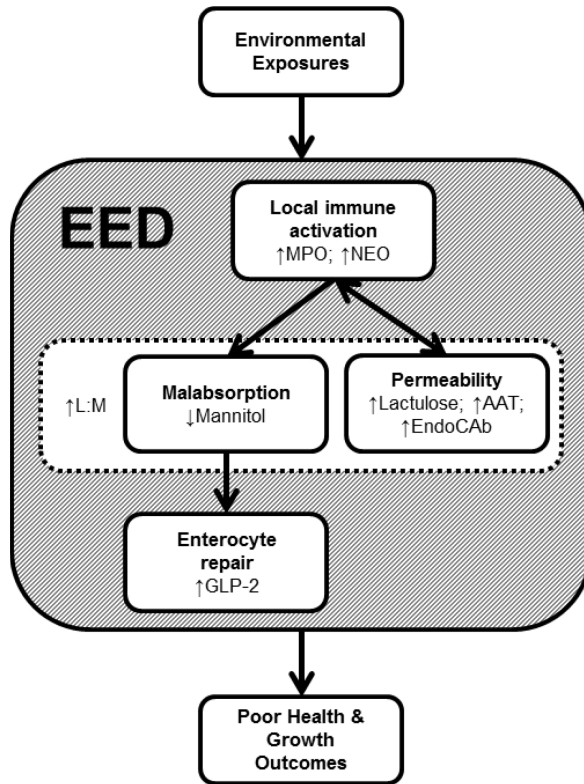 Environmental
Exposures
EED
Local immune
activation
↑MPO; ↑NEO
↑L:M
Malabsorption
↓Mannitol
Permeability
↑Lactulose; ↑AAT;
↑EndoCAb
Enterocyte
repair
↑GLP-2
Poor Health &
Growth
Outcomes